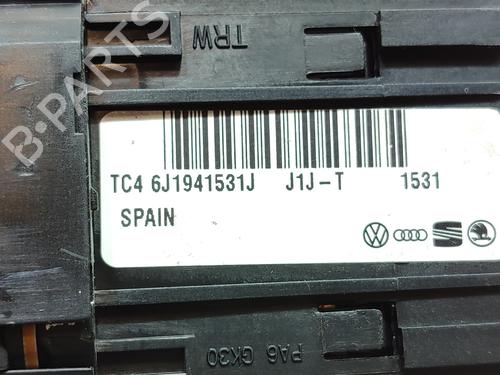 TRW
B-PARTS
TC4 6J1941531J J1J-T 1531
SPAIN
PA6 GK30